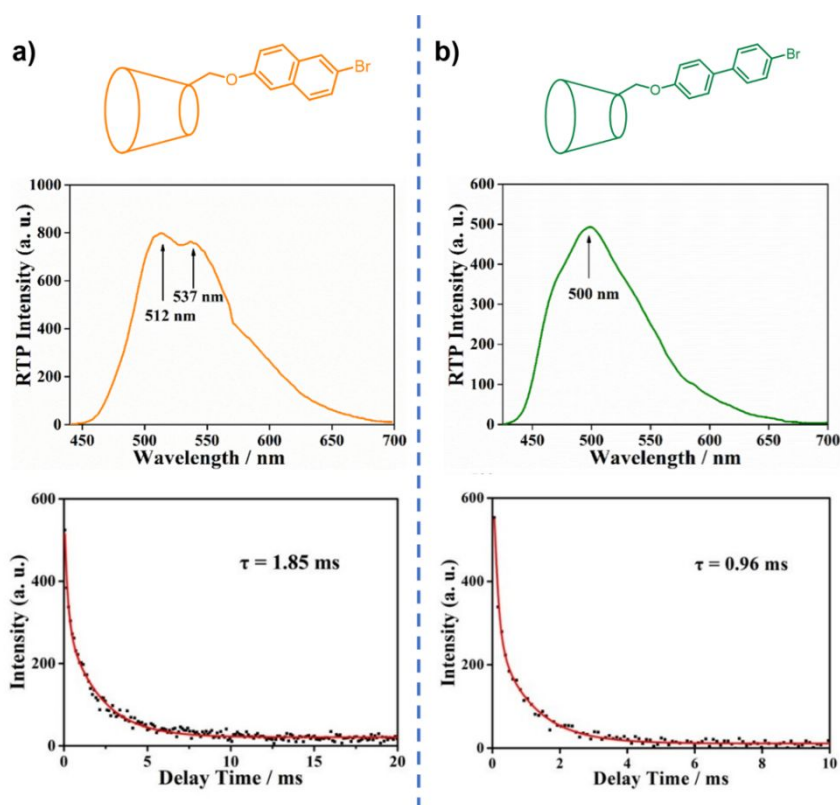 a)
O
Br
1000
800
600
400
200
0
RTP Intensity (a. u.)
512 nm
537 nm
450 500 550 600 650 700
Wavelength / nm
600
400
200
0
Intensity (a. u.)
τ = 1.85 ms
0 5 10 15 20
Delay Time / ms
b)
O
Br
600
500
400
300
200
100
0
RTP Intensity (a. u.)
500 nm
450 500 550 600 650 700
Wavelength / nm
600
400
200
0
Intensity (a. u.)
τ = 0.96 ms
0 2 4 6 8 10
Delay Time / ms